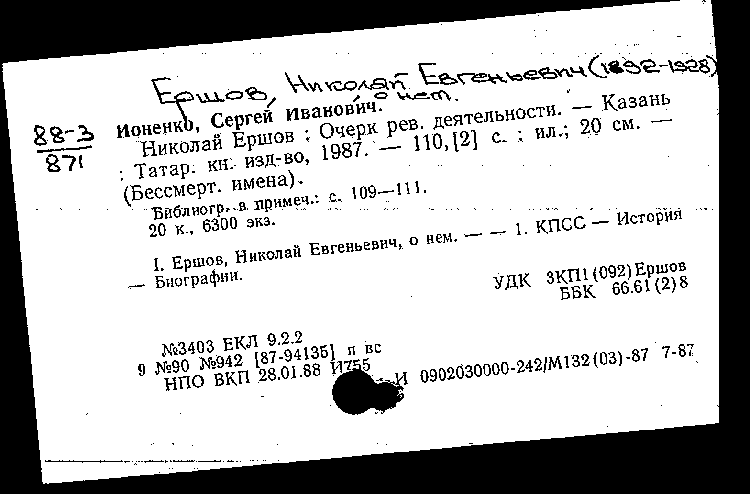 Ершов, Николай Евгеньевич (1892-1928),
о нем.
88-3
871
Ионенко, Сергей Иванович.
Николай Ершов : Очерк рев. деятельности. — Казань
: Татар. кн. изд-во, 1987. — 110, [2] с. : ил.; 20 см. —
(Бессмерт. имена).
Библиогр. в примеч.: с. 109—111.
20 к., 6300 экз.
I. Ершов, Николай Евгеньевич, о нем. — — 1. КПСС — История
— Биографии.
УДК 3КП1(092)Ершов
ББК 66.61(2)8
№3403 ЕКЛ 9.2.2
9 №90 №942 [87-94135] п вс
НПО ВКП 28.01.88 И755
И 0902030000-242/М132(03)-87 7-87